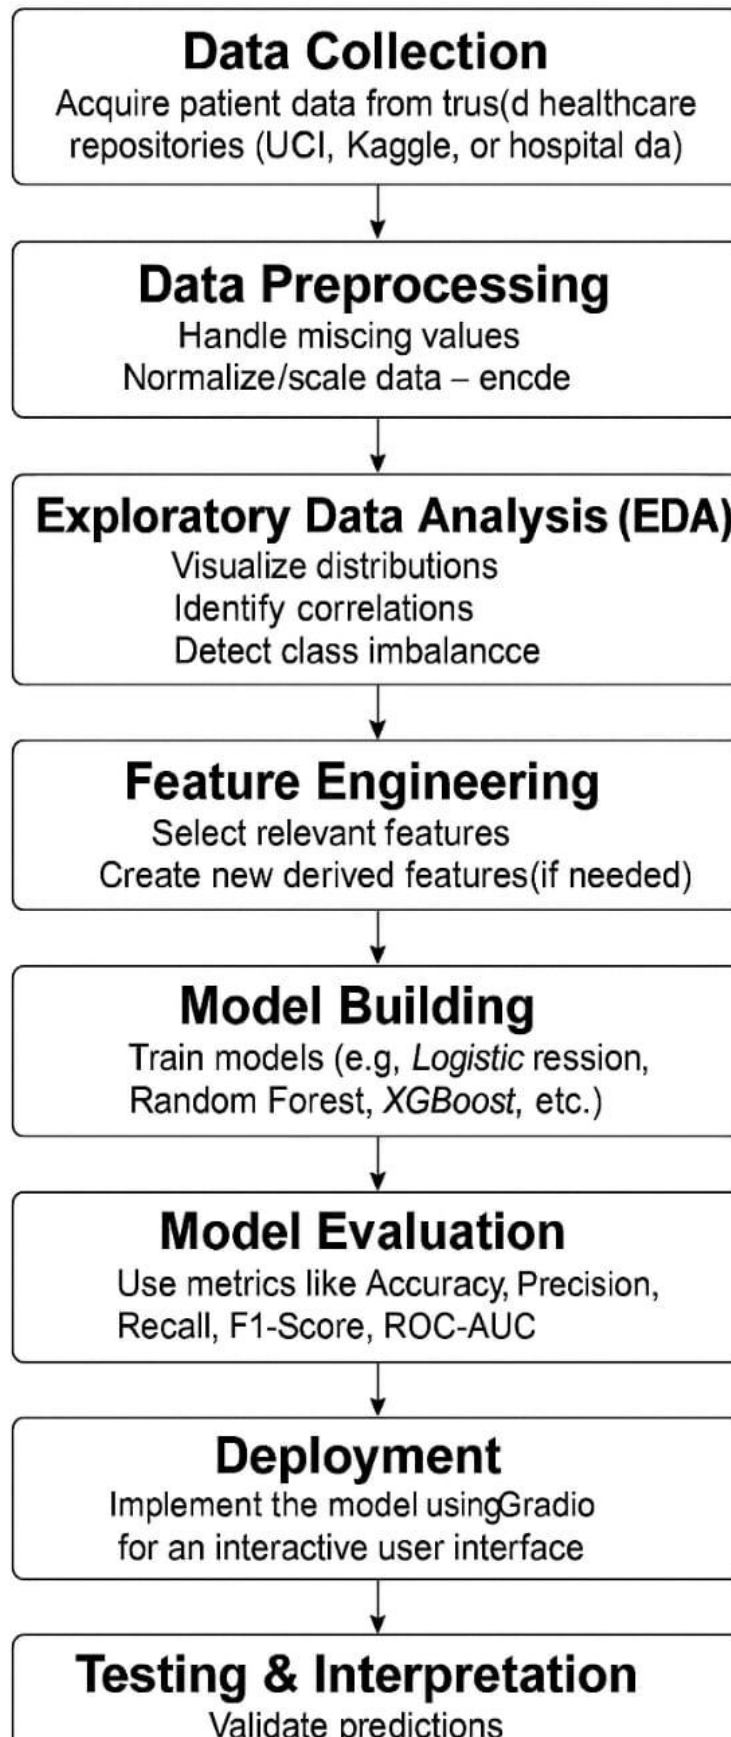 Data Collection
Acquire patient data from trus(d healthcare
repositories (UCI, Kaggle, or hospital da)
Data Preprocessing
Handle miscing values
Normalize/scale data – encde
Exploratory Data Analysis (EDA)
Visualize distributions
Identify correlations
Detect class imbalancce
Feature Engineering
Select relevant features
Create new derived features(if needed)
Model Building
Train models (e.g, Logistic ression,
Random Forest, XGBoost, etc.)
Model Evaluation
Use metrics like Accuracy, Precision,
Recall, F1-Score, ROC-AUC
Deployment
Implement the model usingGradio
for an interactive user interface
Testing & Interpretation
Validate predictions